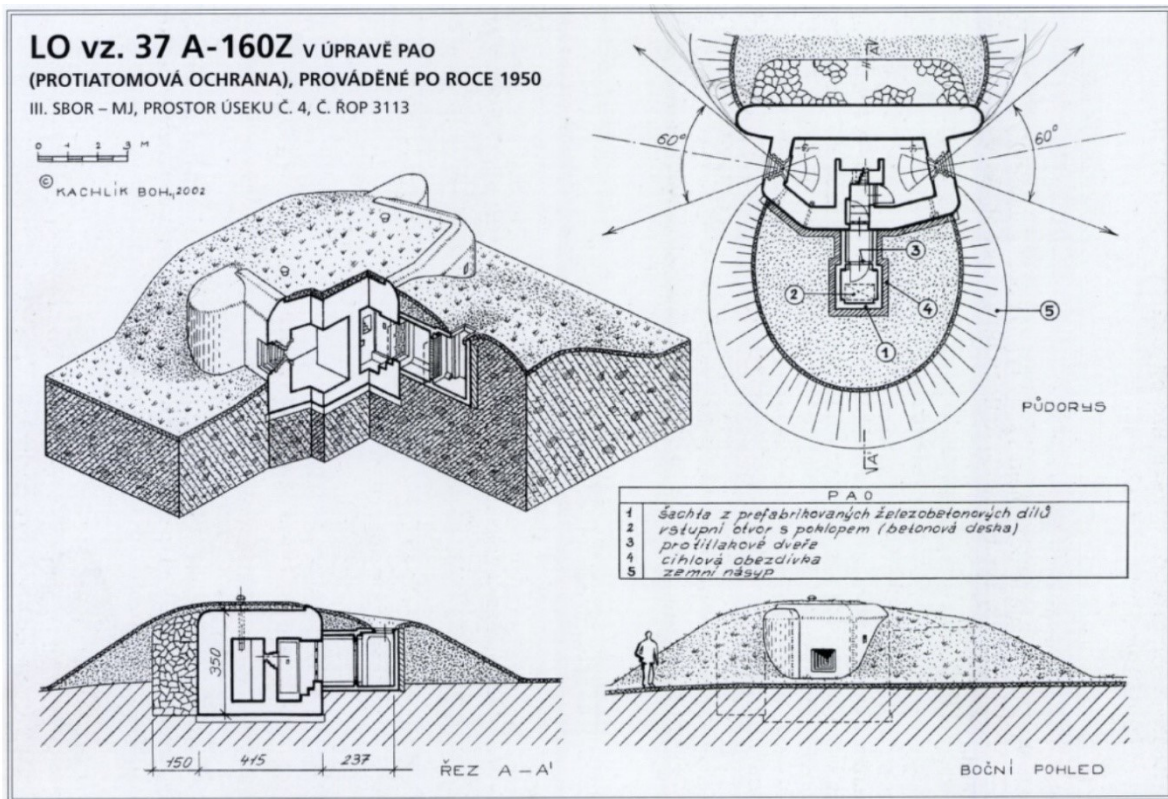 LO vz. 37 A-160Z V ÚPRAVĚ PAO
(PROTIATOMOVÁ OCHRANA), PROVÁDĚNÉ PO ROCE 1950
III. SBOR – MJ, PROSTOR ÚSEKU Č. 4, Č. ŘOP 3113
0 1 2 3 M
© KACHLÍK BOH., 2002
A
60° 60°
3
2 4
5
1
PŮDORYS
A'
PAO
1 šachta z prefabrikovaných železobetonových dílů
2 vstupní otvor s poklopem (betonová deska)
3 protitlakové dveře
4 cihlová obezdívka
5 zemní násyp
350
150 415 237
ŘEZ A-A'
BOČNÍ POHLED